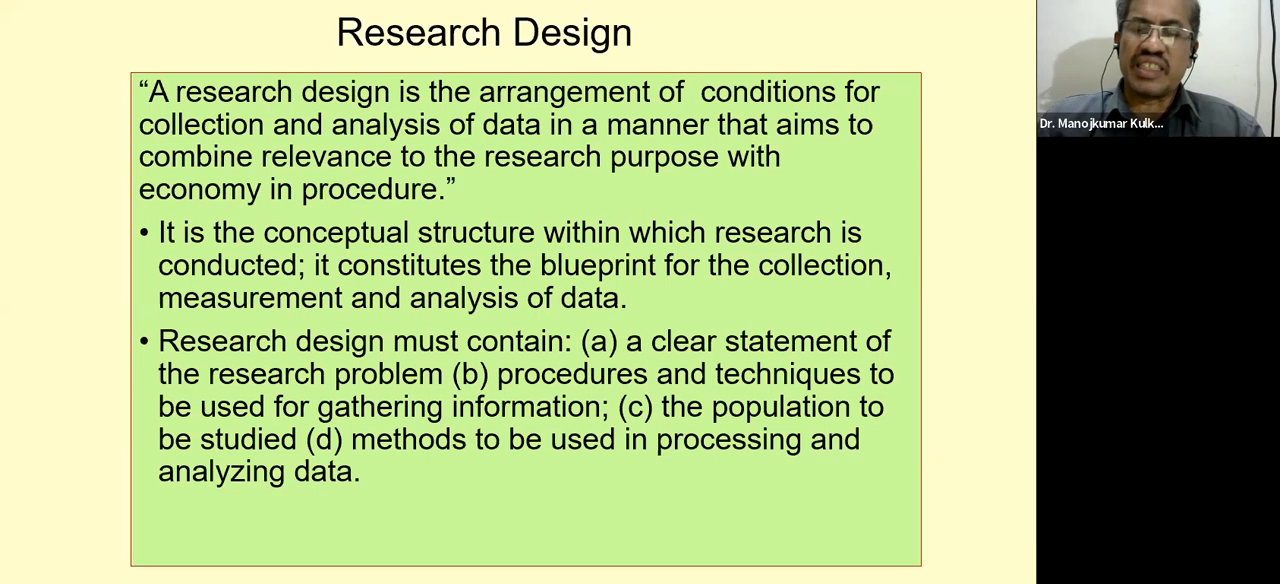 Research Design
“A research design is the arrangement of  conditions for
collection and analysis of data in a manner that aims to
combine relevance to the research purpose with
economy in procedure.”
• It is the conceptual structure within which research is
conducted; it constitutes the blueprint for the collection,
measurement and analysis of data.
• Research design must contain: (a) a clear statement of
the research problem (b) procedures and techniques to
be used for gathering information; (c) the population to
be studied (d) methods to be used in processing and
analyzing data.
Dr. Manojkumar Kulk...